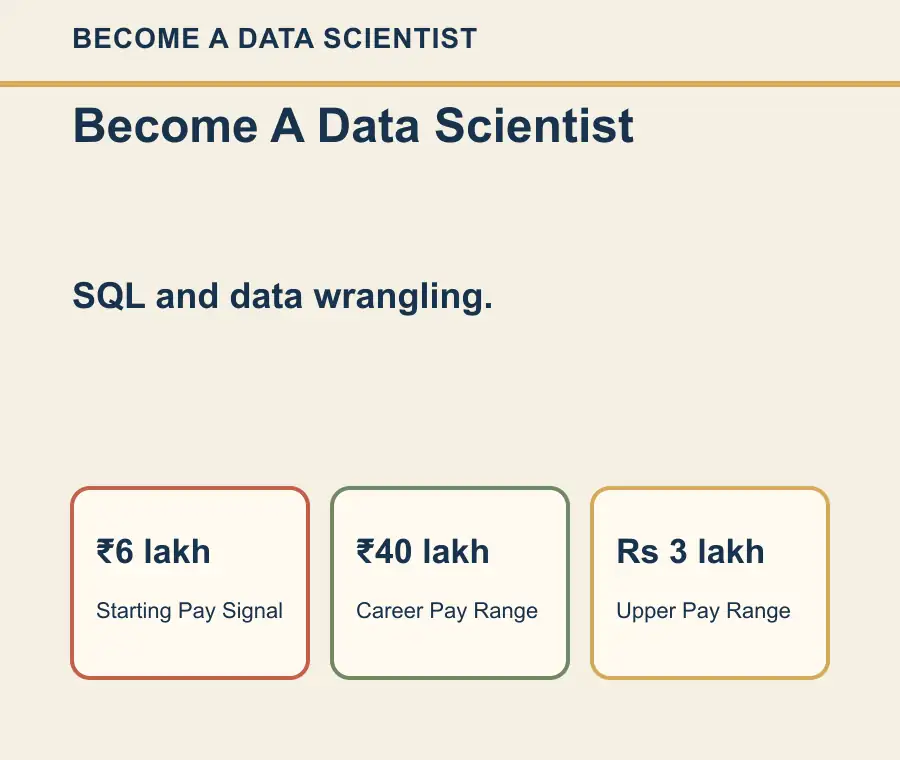 BECOME A DATA SCIENTIST
Become A Data Scientist
SQL and data wrangling.
₹6 lakh
Starting Pay Signal
₹40 lakh
Career Pay Range
Rs 3 lakh
Upper Pay Range